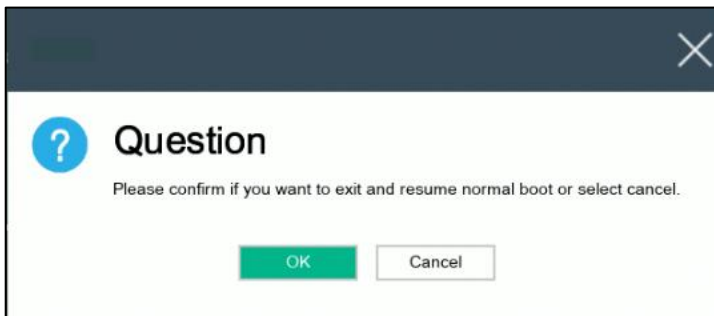 Question
Please confirm if you want to exit and resume normal boot or select cancel.
OK
Cancel